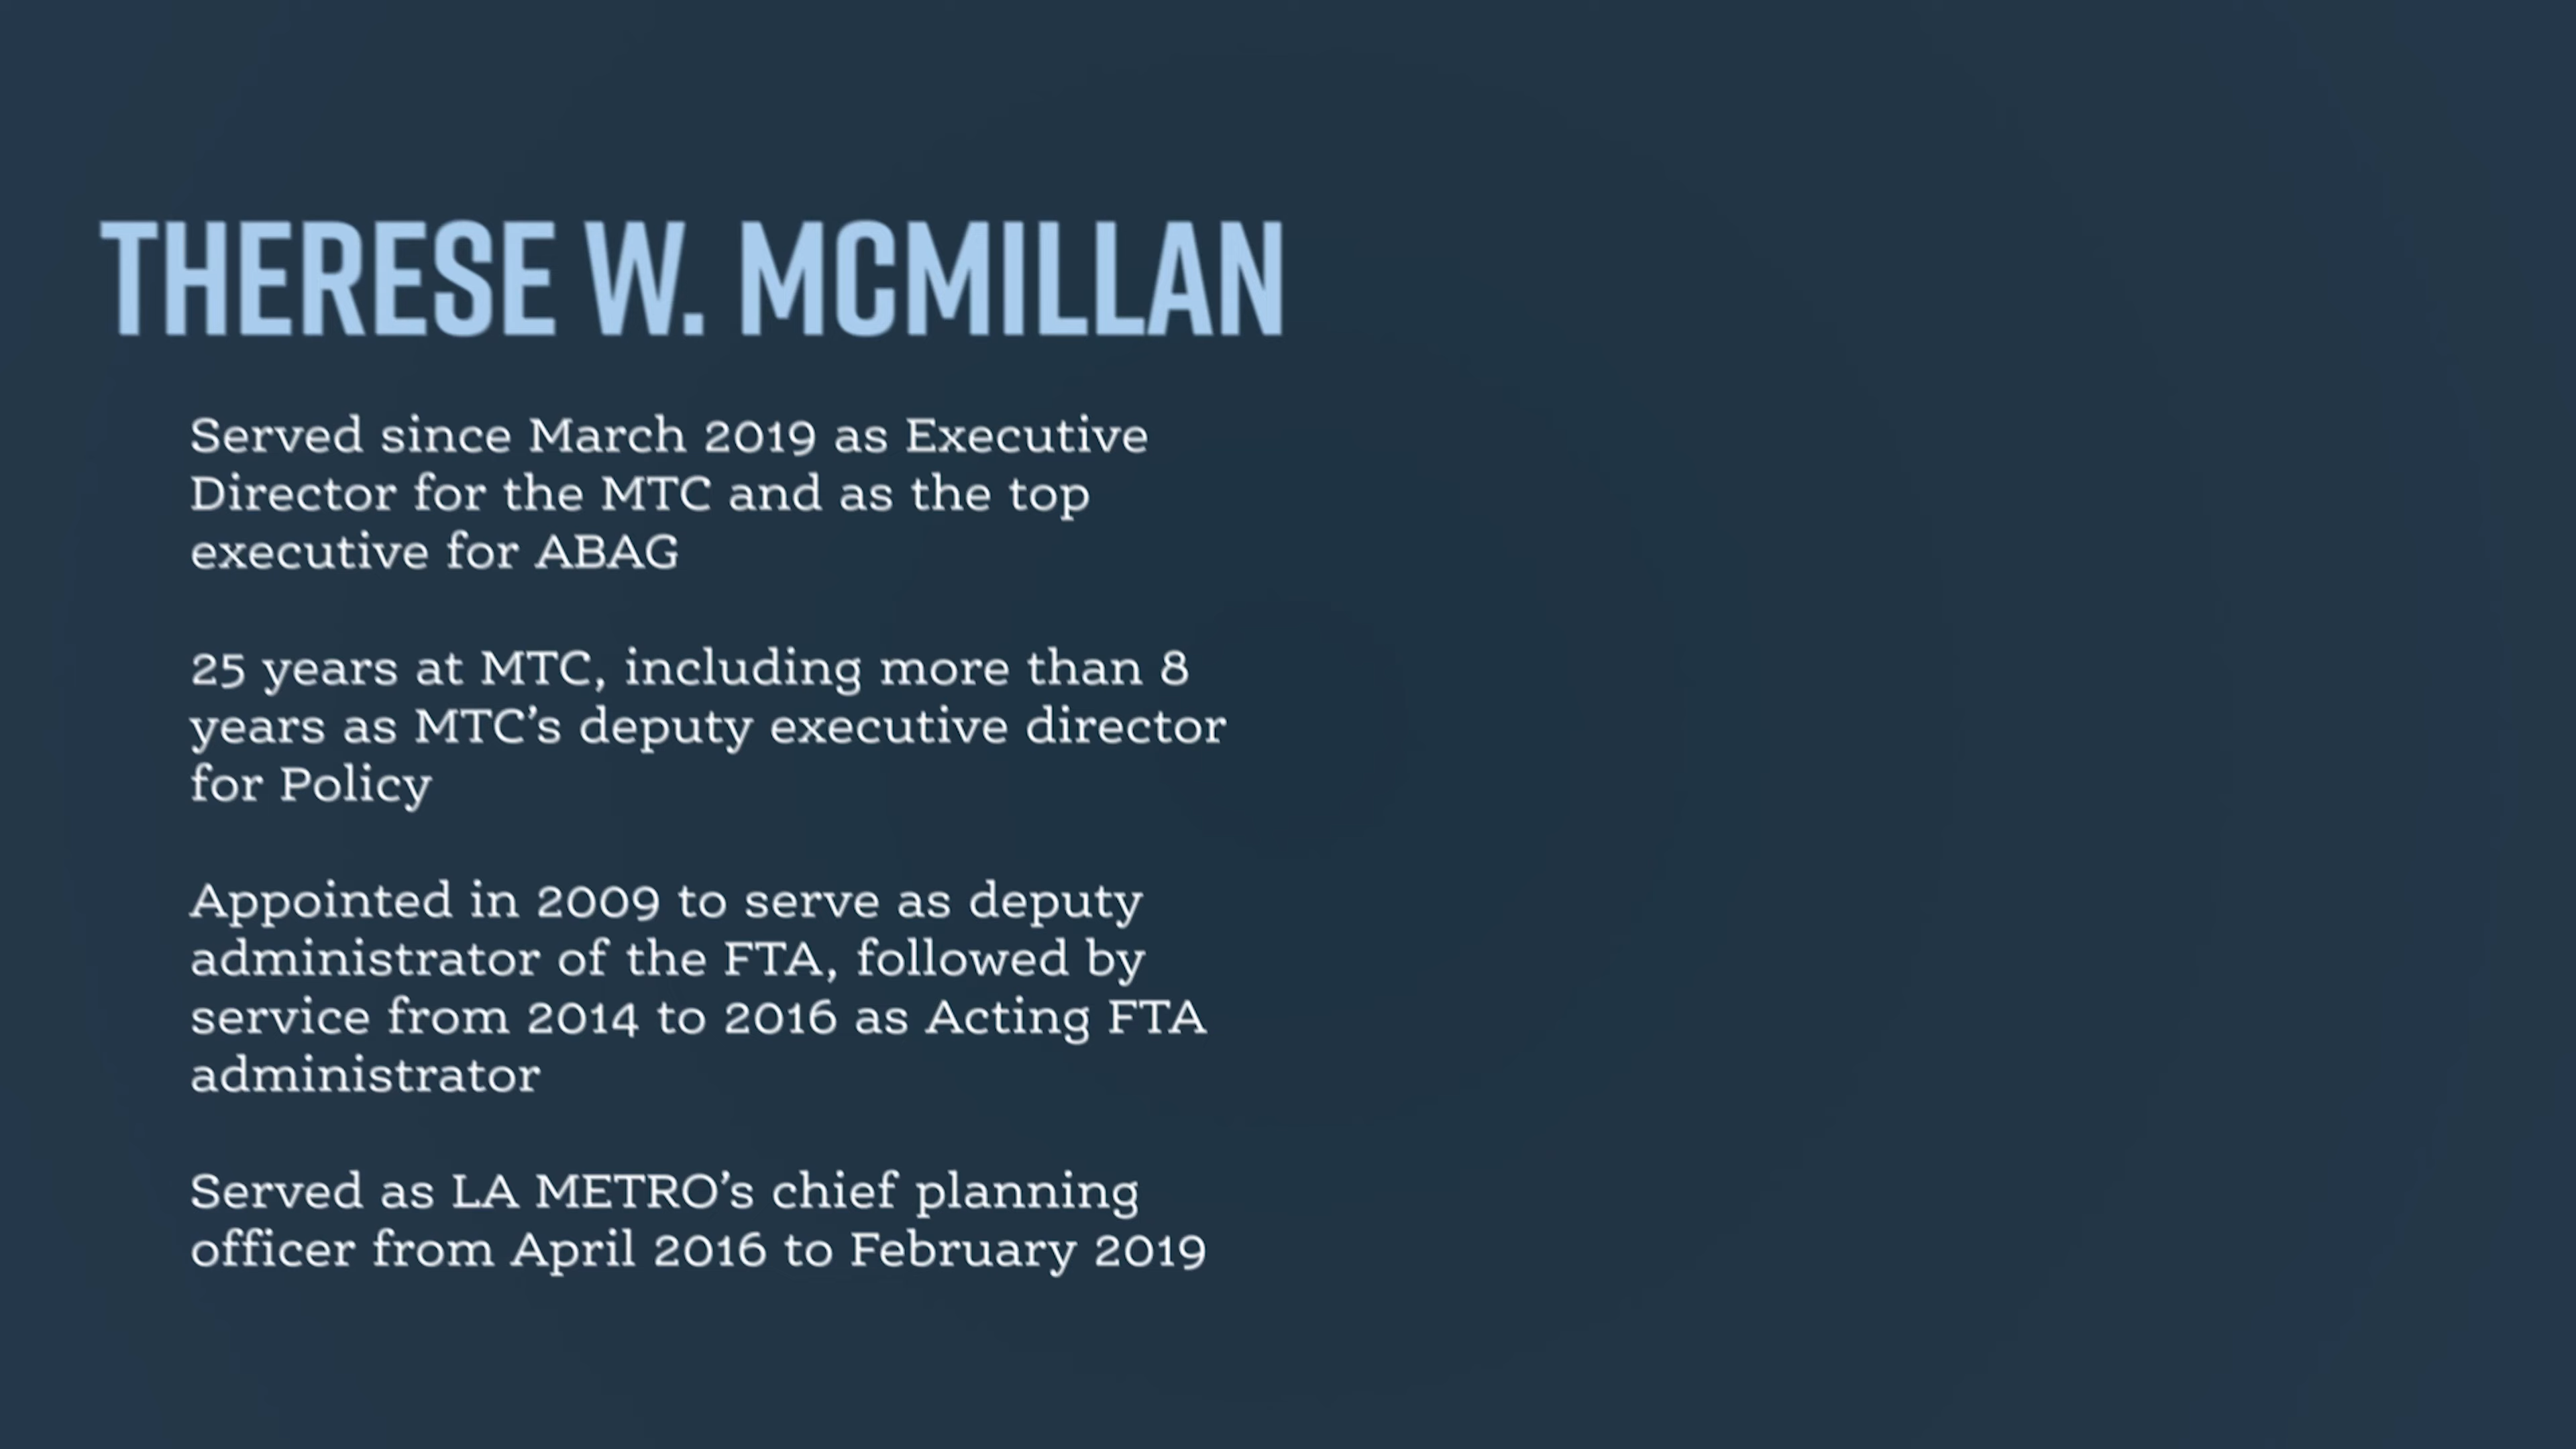 THERESE W. MCMILLAN
Served since March 2019 as Executive
Director for the MTC and as the top
executive for ABAG
25 years at MTC, including more than 8
years as MTC’s deputy executive director
for Policy
Appointed in 2009 to serve as deputy
administrator of the FTA, followed by
service from 2014 to 2016 as Acting FTA
administrator
Served as LA METRO’s chief planning
officer from April 2016 to February 2019